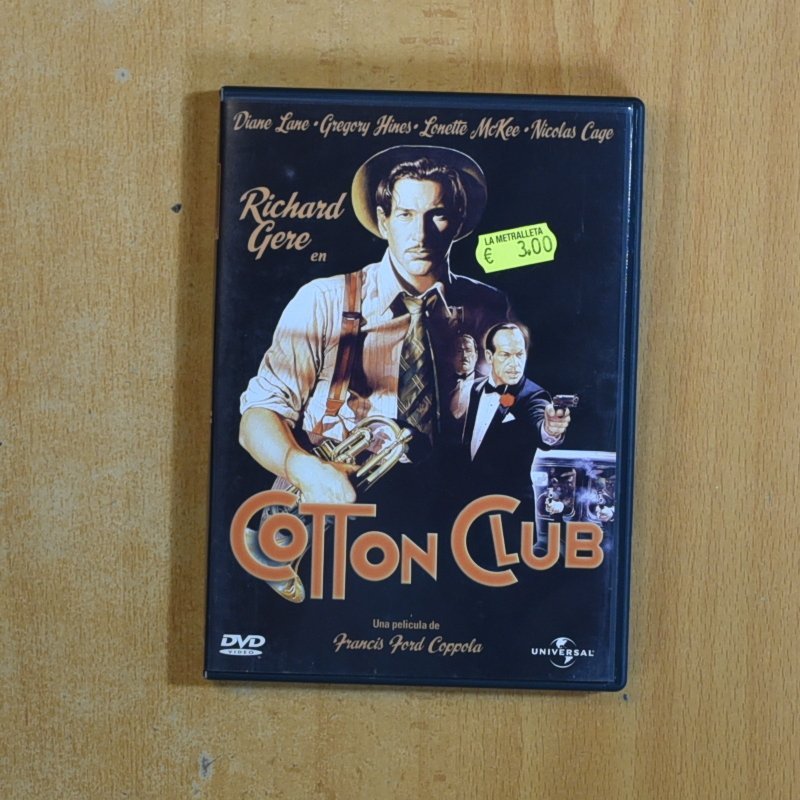 Diane Lane • Gregory Hines • Lonette McKee • Nicolas Cage
Richard
Gere
en
LA METRALLETA
€ 3.00
COTTON CLUB
Una película de
Francis Ford Coppola
DVD
VIDEO
UNIVERSAL